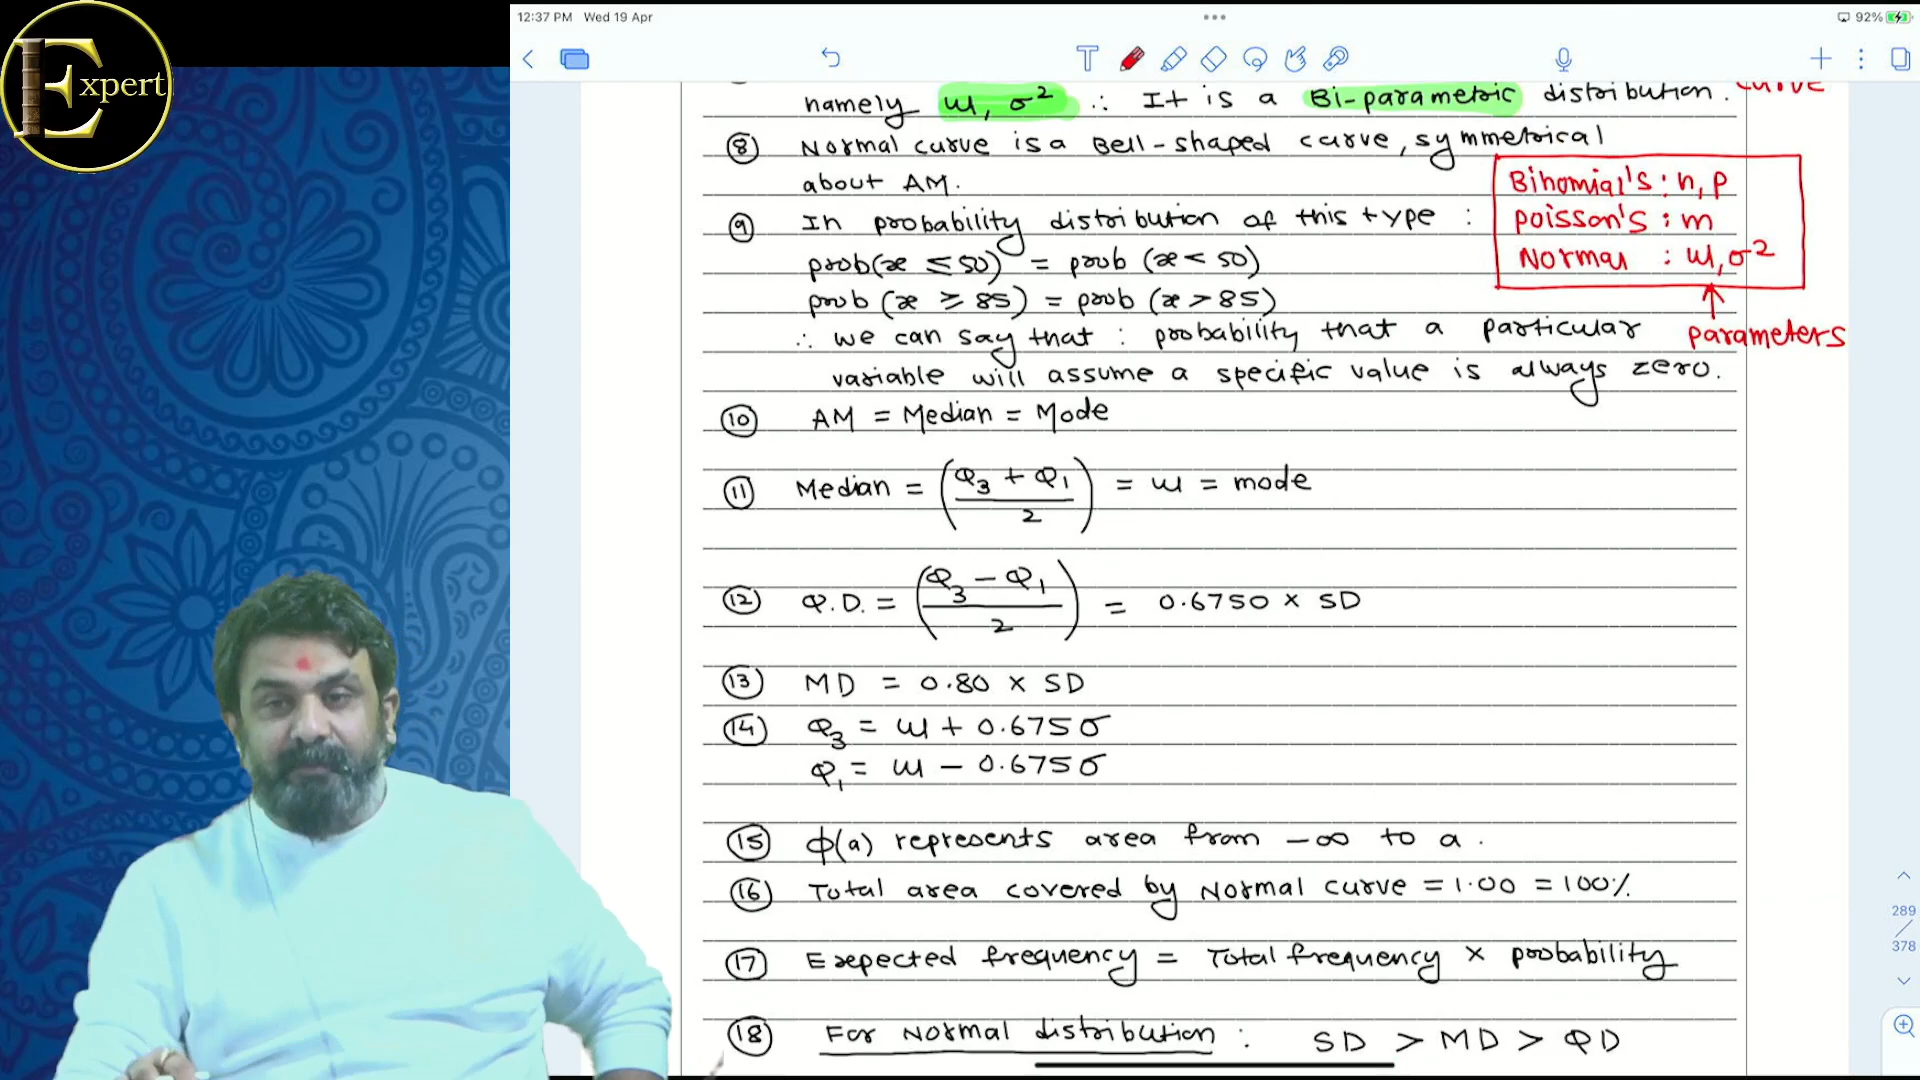 Expert
12:37 PM Wed 19 Apr
92%
namely μ, σ² ∴ It is a Bi-parametric distribution. curve
⑧ Normal curve is a Bell-shaped curve, symmetrical
about AM.
Binomial's : n, p
Poisson's : m
Normal : μ, σ²
parameters
⑨ In probability distribution of this type :
prob(x ≤ 50) = prob (x < 50)
prob (x ≥ 85) = prob (x > 85)
∴ we can say that : probability that a particular
variable will assume a specific value is always zero.
⑩ AM = Median = Mode
⑪ Median = (Q₃ + Q₁ / 2) = μ = mode
⑫ Q.D. = (Q₃ − Q₁ / 2) = 0.6750 × SD
⑬ MD = 0.80 × SD
⑭ Q₃ = μ + 0.675σ
Q₁ = μ − 0.675σ
⑮ ϕ(a) represents area from −∞ to a.
⑯ Total area covered by Normal curve = 1.00 = 100%.
⑰ Expected frequency = Total frequency × probability
⑱ For Normal distribution : SD > MD > QD
289
378